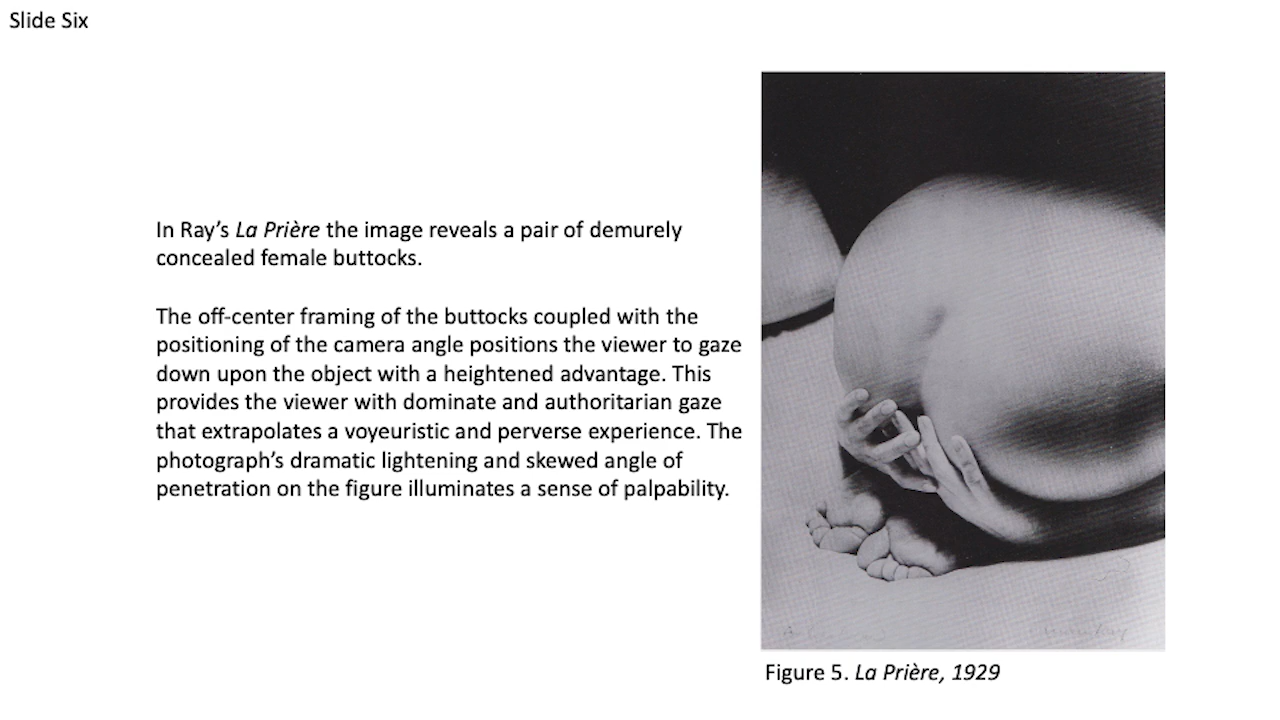 Slide Six
In Ray's La Prière the image reveals a pair of demurely
concealed female buttocks.
The off-center framing of the buttocks coupled with the
positioning of the camera angle positions the viewer to gaze
down upon the object with a heightened advantage. This
provides the viewer with dominate and authoritarian gaze
that extrapolates a voyeuristic and perverse experience. The
photograph's dramatic lightening and skewed angle of
penetration on the figure illuminates a sense of palpability.
Figure 5. La Prière, 1929